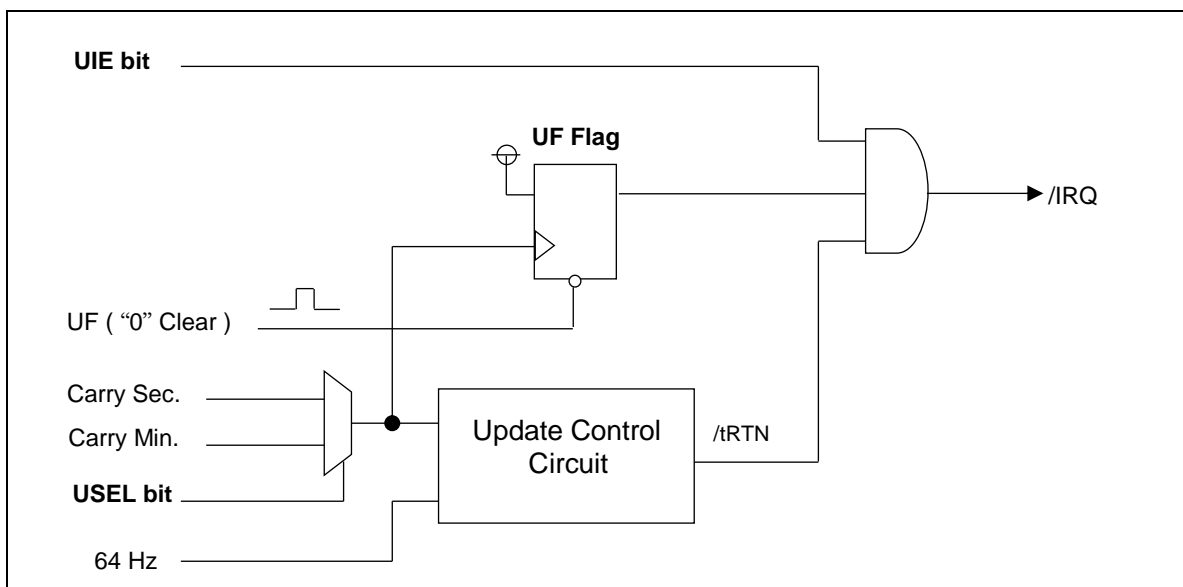 UIE bit
UF Flag
/IRQ
UF ( “0” Clear )
Carry Sec.
Carry Min.
Update Control
Circuit
/tRTN
USEL bit
64 Hz